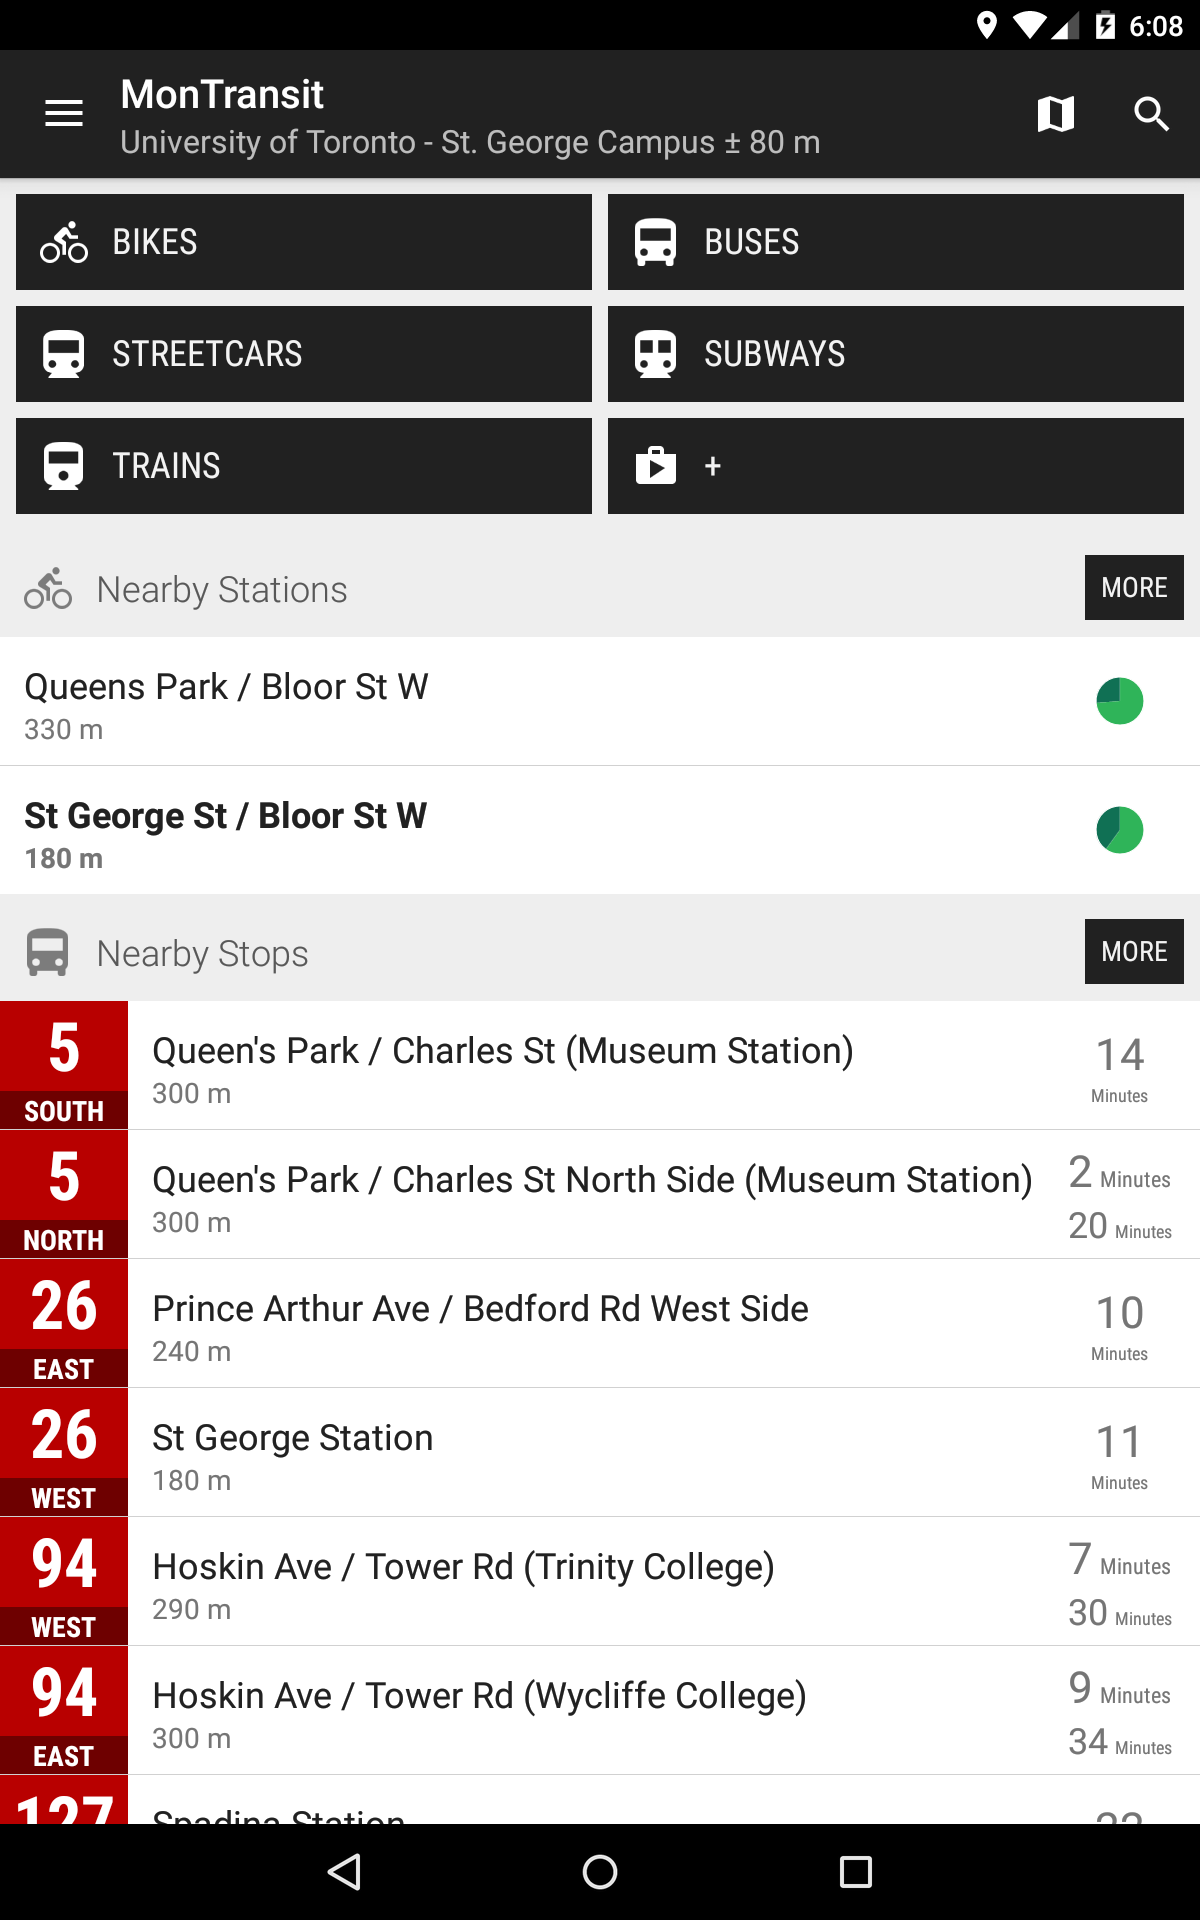 6:08
MonTransit
University of Toronto - St. George Campus ± 80 m
BIKES
BUSES
STREETCARS
SUBWAYS
TRAINS
+
Nearby Stations
MORE
Queens Park / Bloor St W
330 m
St George St / Bloor St W
180 m
Nearby Stops
MORE
5
SOUTH
Queen's Park / Charles St (Museum Station)
300 m
14
Minutes
5
NORTH
Queen's Park / Charles St North Side (Museum Station)
300 m
2 Minutes
20 Minutes
26
EAST
Prince Arthur Ave / Bedford Rd West Side
240 m
10
Minutes
26
WEST
St George Station
180 m
11
Minutes
94
WEST
Hoskin Ave / Tower Rd (Trinity College)
290 m
7 Minutes
30 Minutes
94
EAST
Hoskin Ave / Tower Rd (Wycliffe College)
300 m
9 Minutes
34 Minutes
127
Spadina Station